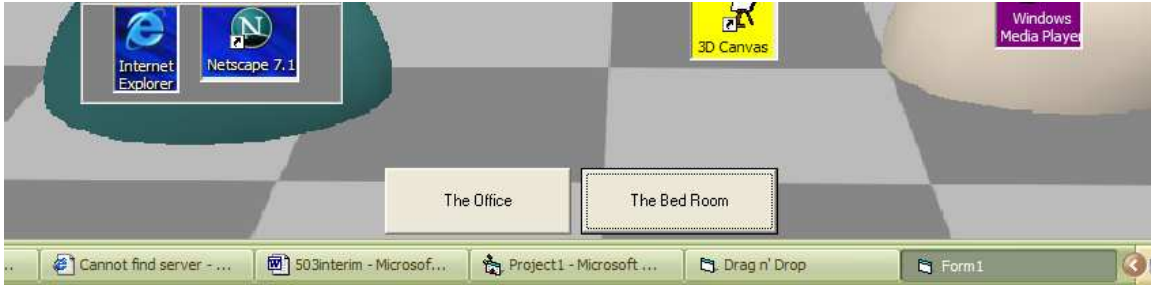 Internet
Explorer
Netscape 7.1
3D Canvas
Windows
Media Player
The Office
The Bed Room
..
Cannot find server - ...
503interim - Microsof...
Project1 - Microsoft ...
Drag n' Drop
Form1